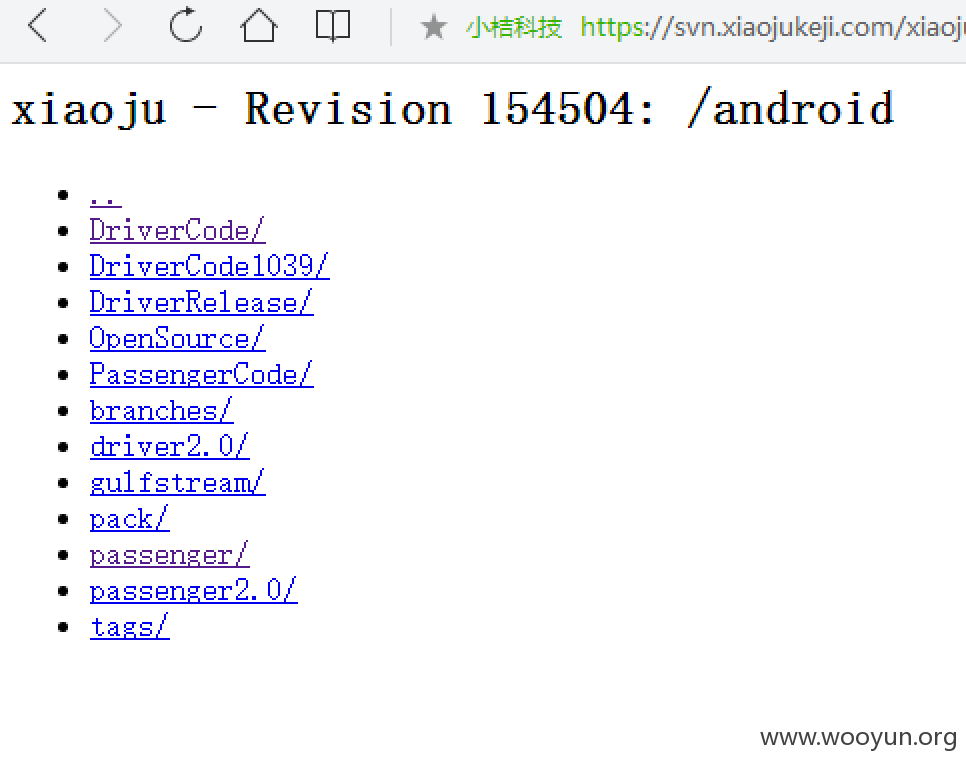 小桔科技 https://svn.xiaojukeji.com/xiaoj
xiaoju - Revision 154504: /android
..
DriverCode/
DriverCode1039/
DriverRelease/
OpenSource/
PassengerCode/
branches/
driver2.0/
gulfstream/
pack/
passenger/
passenger2.0/
tags/
www.wooyun.org